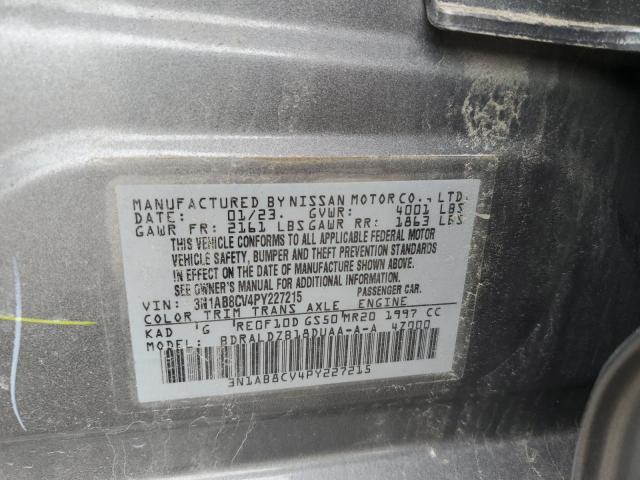 MANUFACTURED BY NISSAN MOTOR CO., LTD.
DATE: 01/23. GVWR: 4001 LBS
GAWR FR: 2161 LBS GAWR RR: 1863 LBS
THIS VEHICLE CONFORMS TO ALL APPLICABLE FEDERAL MOTOR
VEHICLE SAFETY, BUMPER AND THEFT PREVENTION STANDARDS
IN EFFECT ON THE DATE OF MANUFACTURE SHOWN ABOVE.
SEE OWNER'S MANUAL FOR MORE INFORMATION.
VIN: 3N1AB8CV4PY227215 PASSENGER CAR.
COLOR TRIM TRANS AXLE ENGINE
KAD G RE0F10D GS50 MR20 1997 CC
MODEL: BDRALDZB18DUAA-A-A 4Z000
3N1AB8CV4PY227215